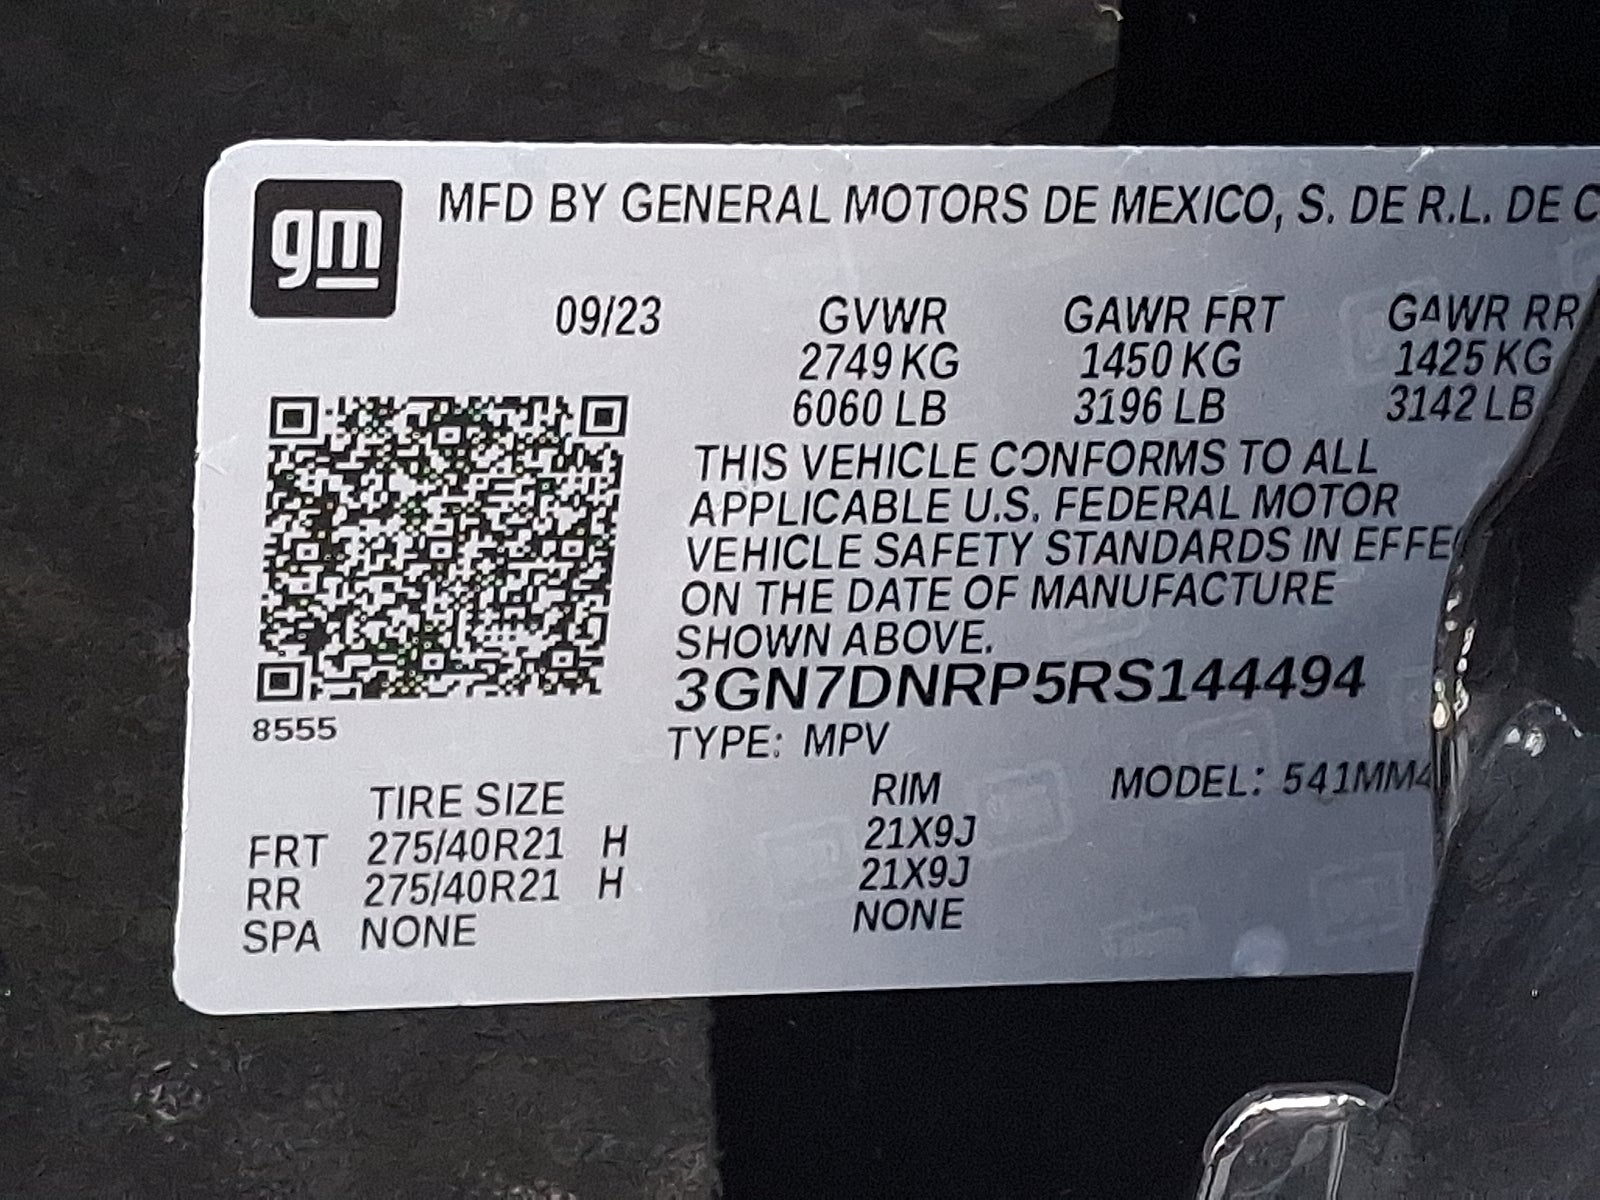 gm
MFD BY GENERAL MOTORS DE MEXICO, S. DE R.L. DE C
09/23 GVWR GAWR FRT GAWR RR
2749 KG 1450 KG 1425 KG
6060 LB 3196 LB 3142 LB
THIS VEHICLE CONFORMS TO ALL
APPLICABLE U.S. FEDERAL MOTOR
VEHICLE SAFETY STANDARDS IN EFFE
ON THE DATE OF MANUFACTURE
SHOWN ABOVE.
3GN7DNRP5RS144494
8555
TYPE: MPV
MODEL: 541MM4
TIRE SIZE RIM
FRT 275/40R21 H 21X9J
RR 275/40R21 H 21X9J
SPA NONE NONE